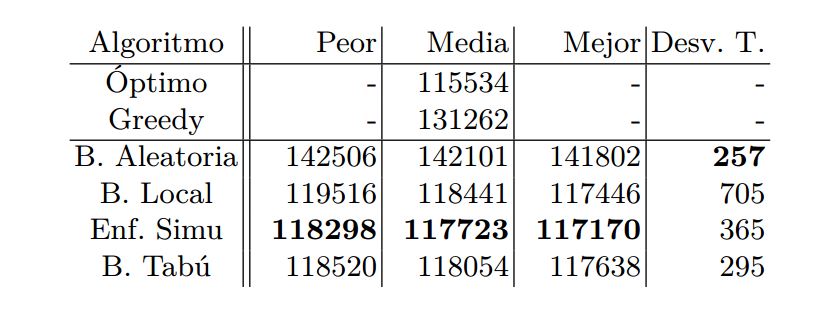 Algoritmo Peor Media Mejor Desv. T.
Óptimo - 115534 - -
Greedy - 131262 - -
B. Aleatoria 142506 142101 141802 257
B. Local 119516 118441 117446 705
Enf. Simu 118298 117723 117170 365
B. Tabú 118520 118054 117638 295